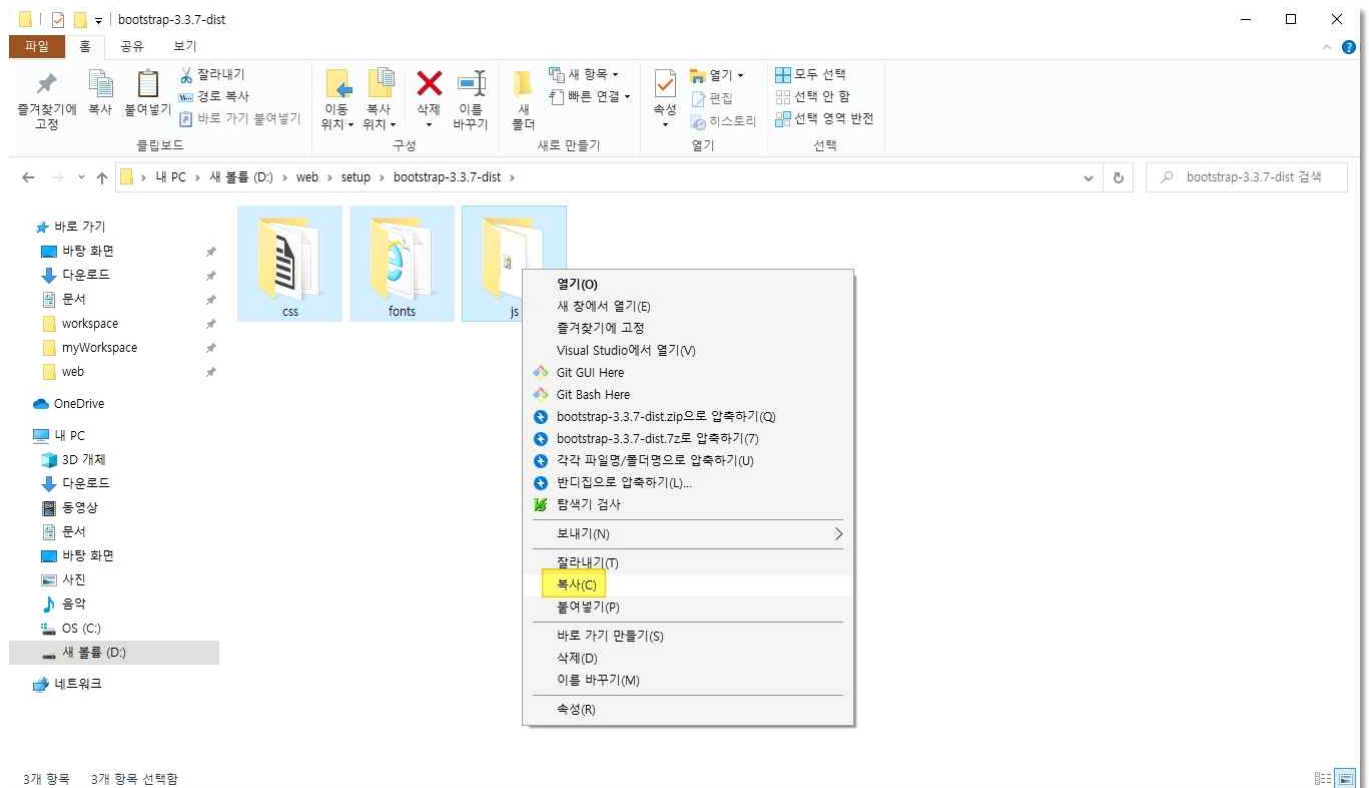 bootstrap-3.3.7-dist
파일 홈 공유 보기
즐겨찾기에 고정
복사
붙여넣기
잘라내기
경로 복사
바로 가기 붙여넣기
클립보드
이동 위치
복사 위치
삭제
이름 바꾸기
구성
새 폴더
새 항목
빠른 연결
새로 만들기
속성
열기
편집
히스토리
열기
모두 선택
선택 안 함
선택 영역 반전
선택
내 PC > 새 볼륨 (D:) > web > setup > bootstrap-3.3.7-dist >
bootstrap-3.3.7-dist 검색
바로 가기
바탕 화면
다운로드
문서
workspace
myWorkspace
web
OneDrive
내 PC
3D 개체
다운로드
동영상
문서
바탕 화면
사진
음악
OS (C:)
새 볼륨 (D:)
네트워크
css
fonts
js
열기(O)
새 창에서 열기(E)
즐겨찾기에 고정
Visual Studio에서 열기(V)
Git GUI Here
Git Bash Here
bootstrap-3.3.7-dist.zip으로 압축하기(Q)
bootstrap-3.3.7-dist.7z로 압축하기(7)
각각 파일명/폴더명으로 압축하기(U)
반디집으로 압축하기(L)...
탐색기 검사
보내기(N)
잘라내기(T)
복사(C)
붙여넣기(P)
바로 가기 만들기(S)
삭제(D)
이름 바꾸기(M)
속성(R)
3개 항목 3개 항목 선택함